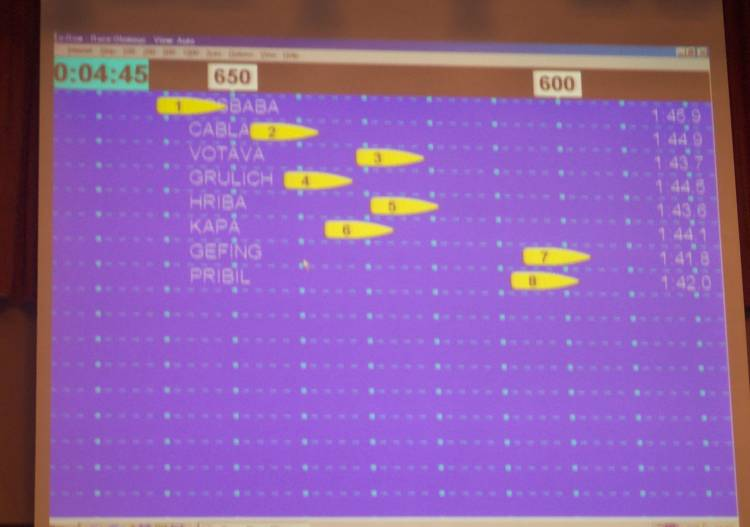 0:04:45 650 600
1 SBABA 1:45.9
CABLA 2 1:44.9
VOTAVA 3 1:43.7
GRULICH 4 1:44.5
HRIBA 5 1:43.6
KAPA 6 1:44.1
GEFING 7 1:41.8
PRIBIL 8 1:42.0